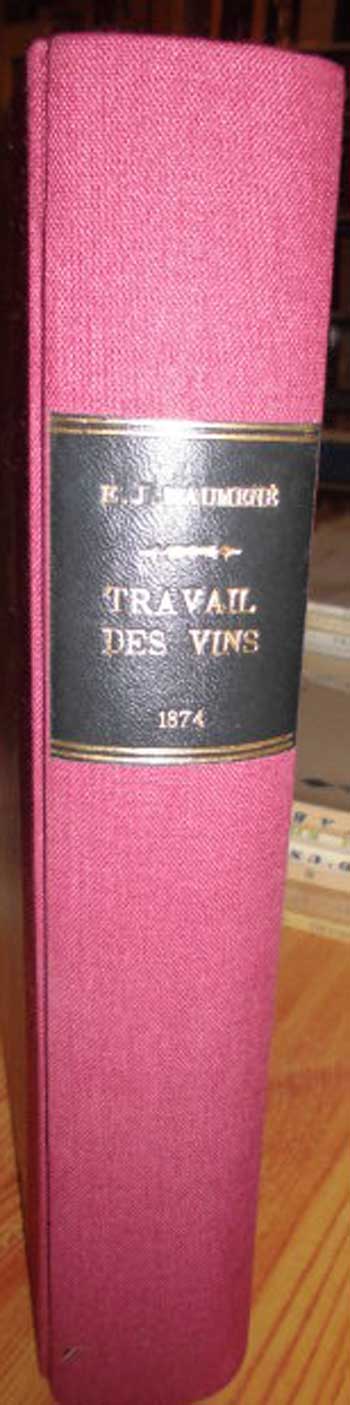 E. J. MAUMENÉ
TRAVAIL
DES VINS
1874